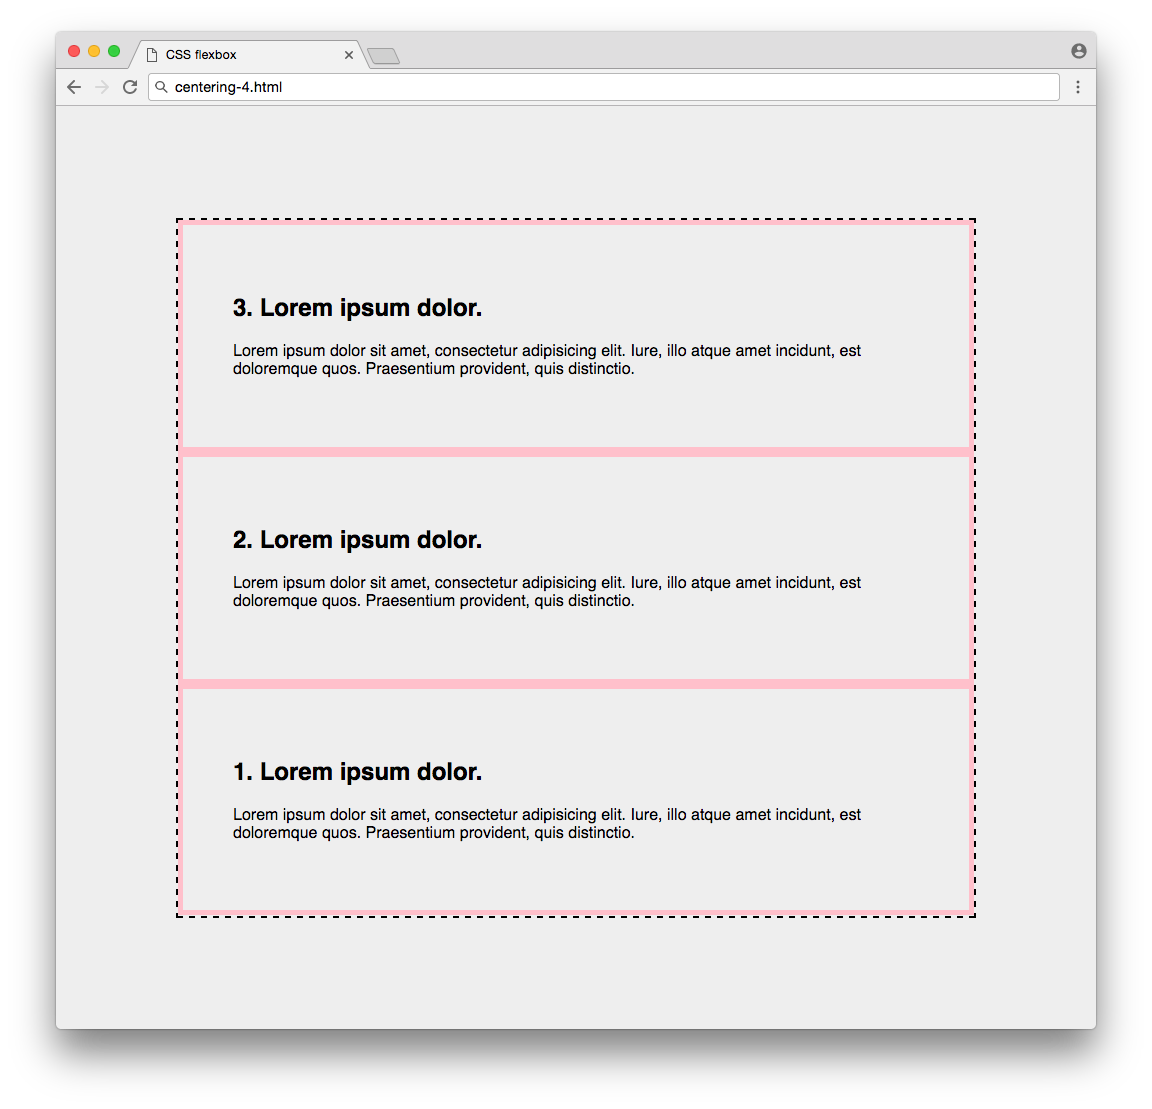 CSS flexbox
centering-4.html
3. Lorem ipsum dolor.
Lorem ipsum dolor sit amet, consectetur adipisicing elit. Iure, illo atque amet incidunt, est
doloremque quos. Praesentium provident, quis distinctio.
2. Lorem ipsum dolor.
Lorem ipsum dolor sit amet, consectetur adipisicing elit. Iure, illo atque amet incidunt, est
doloremque quos. Praesentium provident, quis distinctio.
1. Lorem ipsum dolor.
Lorem ipsum dolor sit amet, consectetur adipisicing elit. Iure, illo atque amet incidunt, est
doloremque quos. Praesentium provident, quis distinctio.